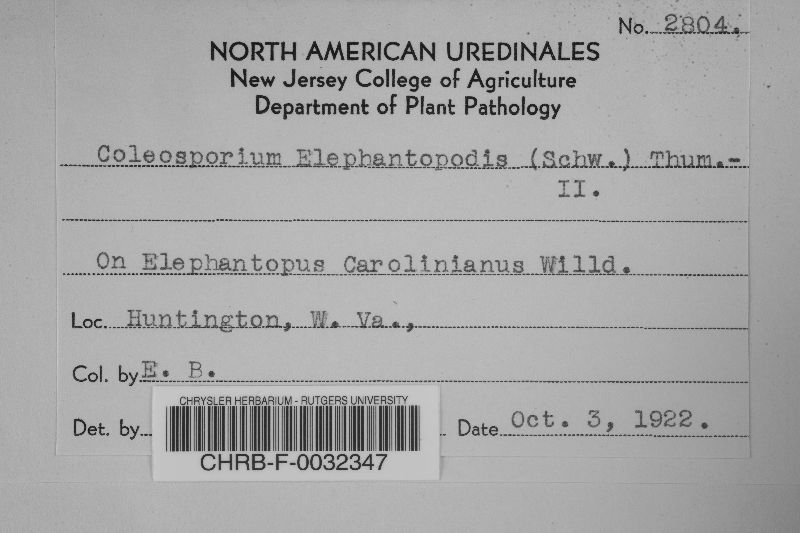 No. 2804.
NORTH AMERICAN UREDINALES
New Jersey College of Agriculture
Department of Plant Pathology
Coleosporium Elephantopodis (Schw.) Thum.-
II.
On Elephantopus Carolinianus Willd.
Loc. Huntington, W. Va.,
Col. by E. B.
Det. by
Date Oct. 3, 1922.
CHRYSLER HERBARIUM - RUTGERS UNIVERSITY
CHRB-F-0032347